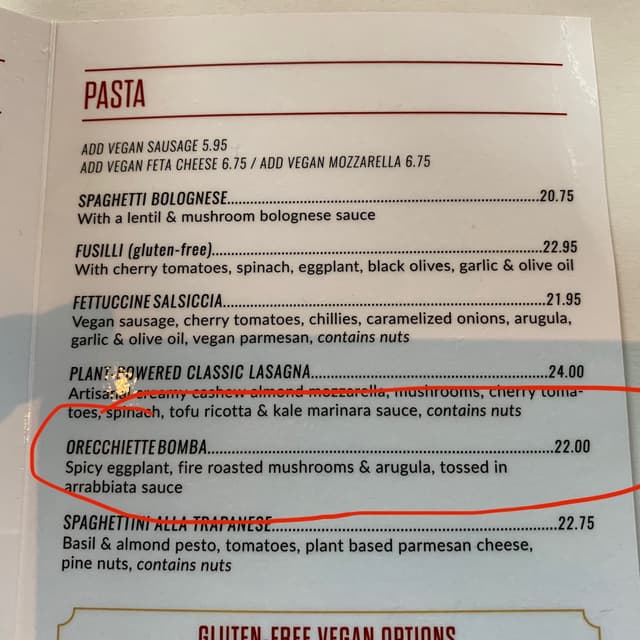 PASTA
ADD VEGAN SAUSAGE 5.95
ADD VEGAN FETA CHEESE 6.75 / ADD VEGAN MOZZARELLA 6.75
SPAGHETTI BOLOGNESE........................................20.75
With a lentil & mushroom bolognese sauce
FUSILLI (gluten-free)........................................22.95
With cherry tomatoes, spinach, eggplant, black olives, garlic & olive oil
FETTUCCINE SALSICCIA........................................21.95
Vegan sausage, cherry tomatoes, chillies, caramelized onions, arugula,
garlic & olive oil, vegan parmesan, contains nuts
PLANT-POWERED CLASSIC LASAGNA........................................24.00
Artisanal creamy cashew almond mozzarella, mushrooms, cherry toma-
toes, spinach, tofu ricotta & kale marinara sauce, contains nuts
ORECCHIETTE BOMBA........................................22.00
Spicy eggplant, fire roasted mushrooms & arugula, tossed in
arrabbiata sauce
SPAGHETTINI ALLA TRAPANESE........................................22.75
Basil & almond pesto, tomatoes, plant based parmesan cheese,
pine nuts, contains nuts
GLUTEN-FREE VEGAN OPTIONS